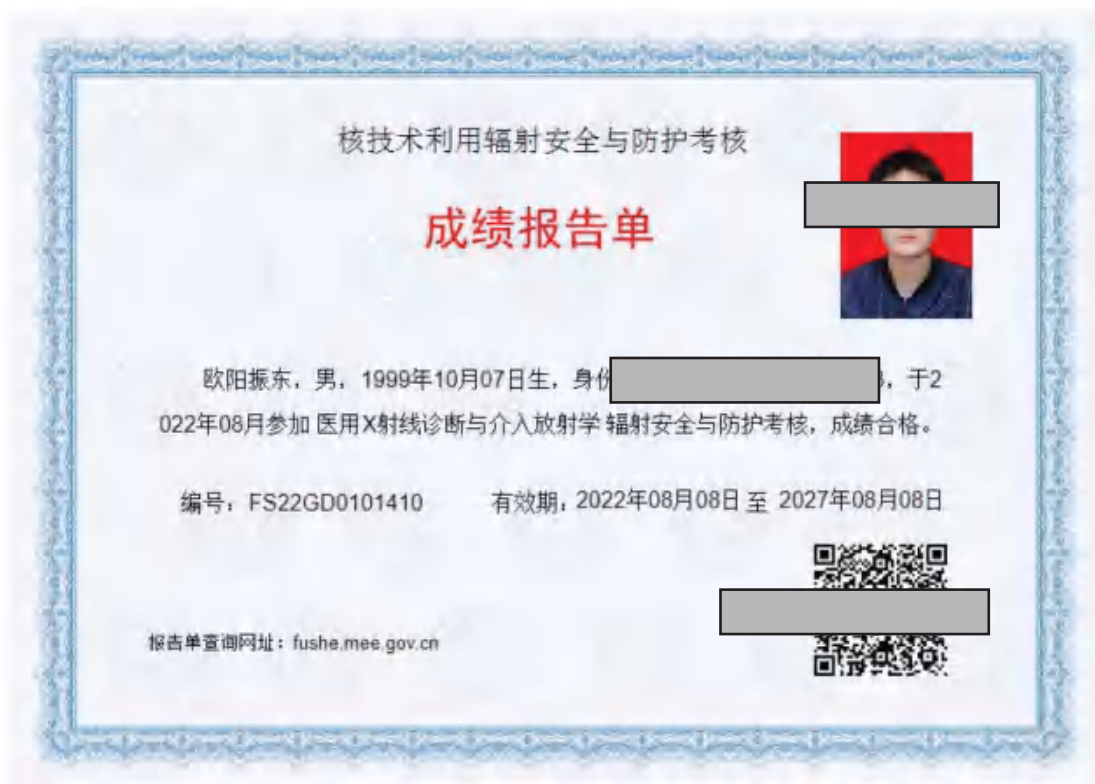 核技术利用辐射安全与防护考核
成绩报告单
欧阳振东，男，1999年10月07日生，身份 ，于2
022年08月参加 医用X射线诊断与介入放射学 辐射安全与防护考核，成绩合格。
编号：FS22GD0101410 有效期：2022年08月08日 至 2027年08月08日
报告单查询网址：fushe.mee.gov.cn